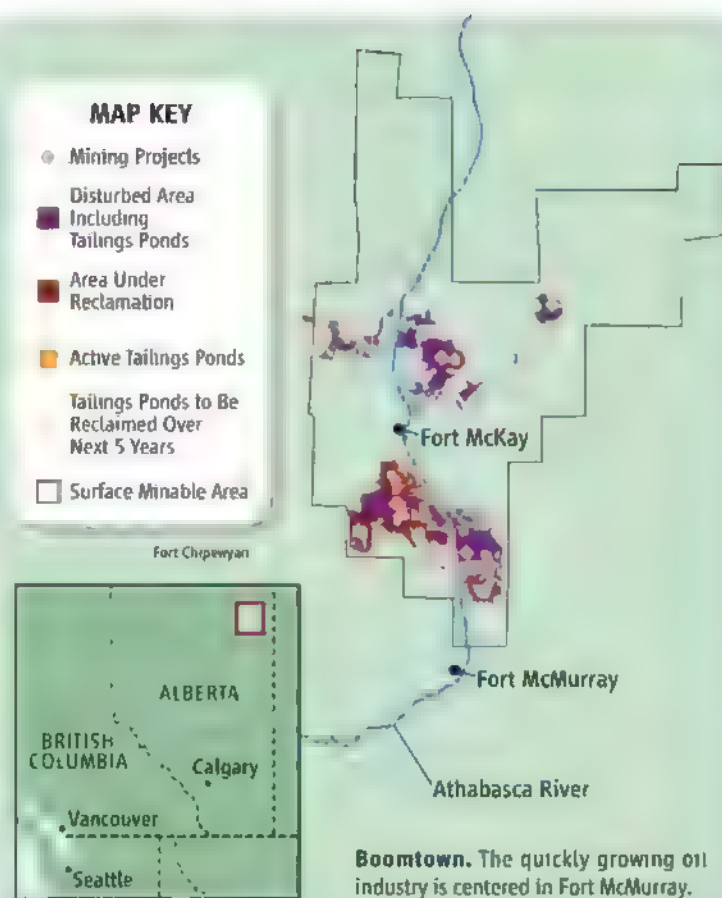 MAP KEY
Mining Projects
Disturbed Area
Including
Tailings Ponds
Area Under
Reclamation
Active Tailings Ponds
Tailings Ponds to Be
Reclaimed Over
Next 5 Years
Surface Minable Area
Fort McKay
Fort Chipewyan
Fort McMurray
ALBERTA
BRITISH
COLUMBIA
Calgary
Vancouver
Seattle
Athabasca River
Boomtown. The quickly growing oil
industry is centered in Fort McMurray.